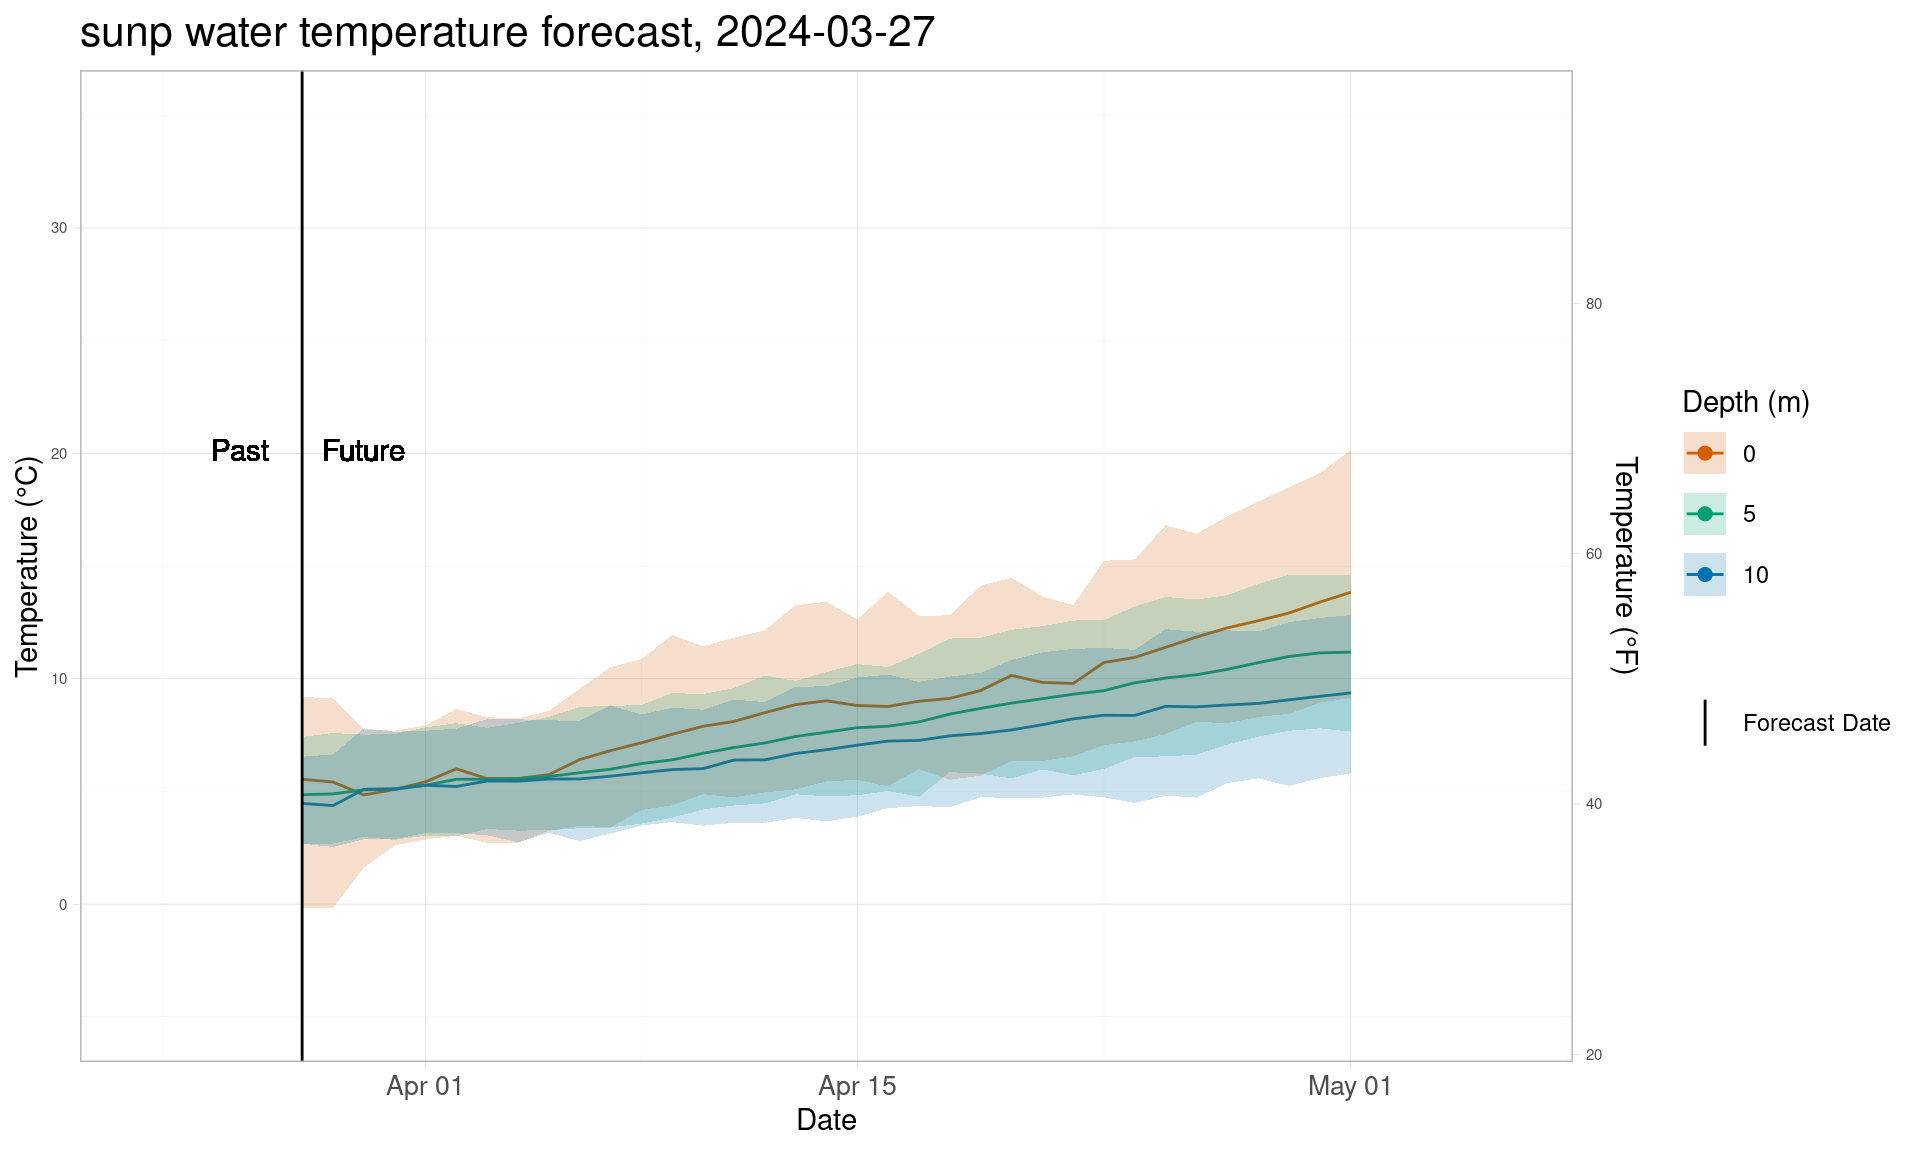 sunp water temperature forecast, 2024-03-27
Temperature (°C)
30
20
10
0
Past
Future
80
60
40
20
Temperature (°F)
Apr 01
Apr 15
May 01
Date
Depth (m)
0
5
10
Forecast Date